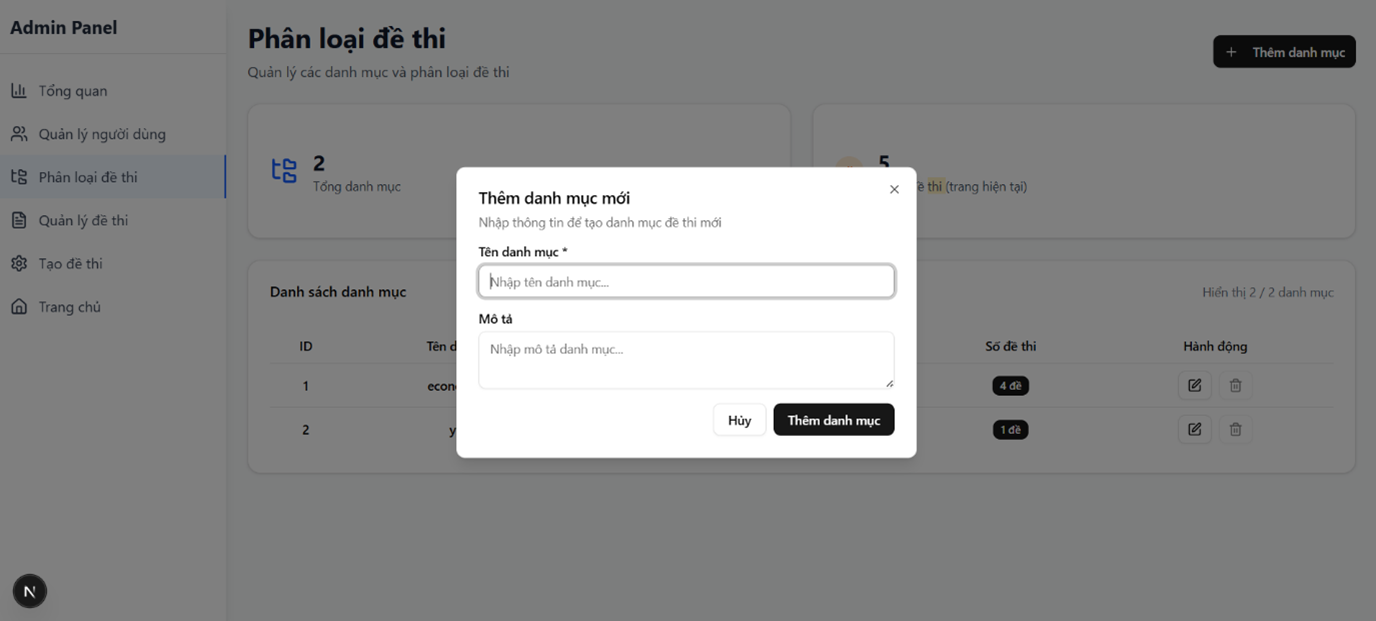 Admin Panel
Tổng quan
Quản lý người dùng
Phân loại đề thi
Quản lý đề thi
Tạo đề thi
Trang chủ
N
Phân loại đề thi
Quản lý các danh mục và phân loại đề thi
+ Thêm danh mục
2
Tổng danh mục
5
thi (trang hiện tại)
Danh sách danh mục
Hiển thị 2 / 2 danh mục
ID Tên Số đề thi Hành động
1 4 đề
2 1 đề
Thêm danh mục mới
Nhập thông tin để tạo danh mục đề thi mới
Tên danh mục *
Nhập tên danh mục...
Mô tả
Nhập mô tả danh mục...
Hủy Thêm danh mục